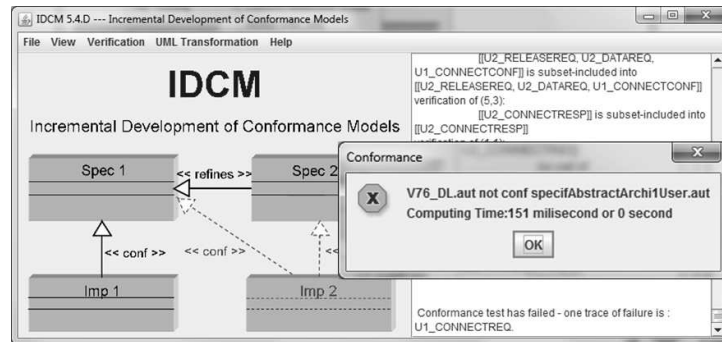 IDCM 5.4.D --- Incremental Development of Conformance Models
File View Verification UML Transformation Help
IDCM
Incremental Development of Conformance Models
Spec 1
<< refines >>
Spec 2
<< conf >>
<< conf >>
<<
Imp 1
Imp 2
[[U2_RELEASEREQ, U2_DATAREQ,
U1_CONNECTCONF]] is subset-included into
[[U2_RELEASEREQ, U2_DATAREQ, U1_CONNECTCONF]]
verification of (5,3):
[[U2_CONNECTRESP]] is subset-included into
[[U2_CONNECTRESP]]
Conformance
V76_DL.aut not conf specifAbstractArchi1User.aut
Computing Time:151 milisecond or 0 second
OK
Conformance test has failed - one trace of failure is :
U1_CONNECTREQ.